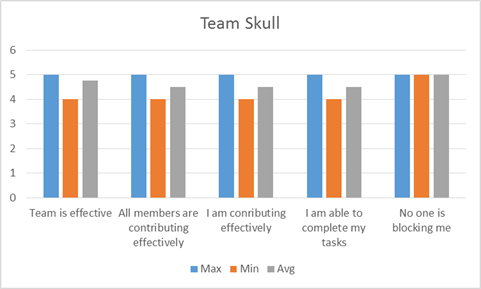 Team Skull
6
5
4
3
2
1
0
Team is effective
All members are
contributing
effectively
I am conributing
effectively
I am able to
complete my
tasks
No one is
blocking me
Max Min Avg